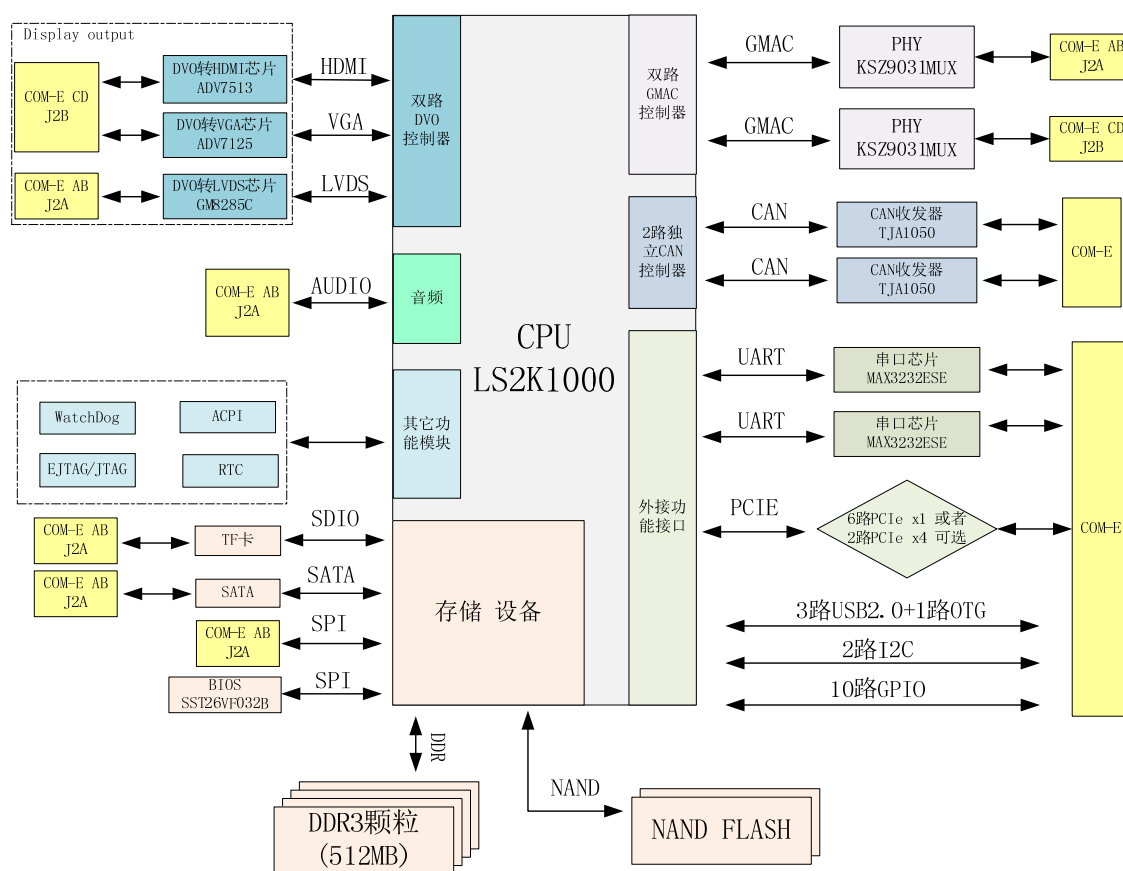 Display output
COM-E CD
J2B
DVO转HDMI芯片
ADV7513
HDMI
DVO转VGA芯片
ADV7125
VGA
COM-E AB
J2A
DVO转LVDS芯片
GM8285C
LVDS
双路
DVO
控制器
COM-E AB
J2A
AUDIO
音频
WatchDog
ACPI
EJTAG/JTAG
RTC
其它功
能模块
COM-E AB
J2A
TF卡
SDIO
COM-E AB
J2A
SATA
SATA
COM-E AB
J2A
SPI
BIOS
SST26VF032B
SPI
存储 设备
CPU
LS2K1000
双路
GMAC
控制器
GMAC
PHY
KSZ9031MUX
COM-E AB
J2A
GMAC
PHY
KSZ9031MUX
COM-E CD
J2B
2路独
立CAN
控制器
CAN
CAN收发器
TJA1050
CAN
CAN收发器
TJA1050
COM-E
外接功
能接口
UART
串口芯片
MAX3232ESE
UART
串口芯片
MAX3232ESE
PCIE
6路PCIe x1 或者
2路PCIe x4 可选
COM-E
3路USB2.0+1路OTG
2路I2C
10路GPIO
DDR
DDR3颗粒
(512MB)
NAND
NAND FLASH